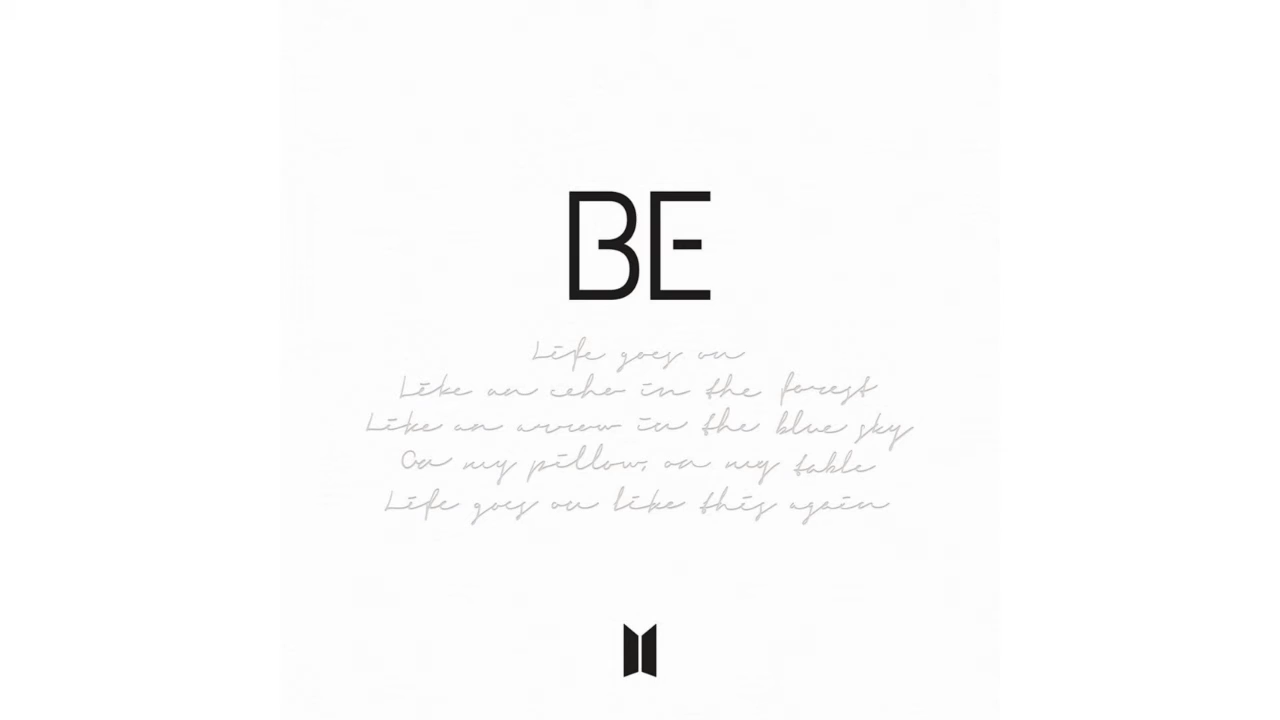 BE
Life goes on
Like an echo in the forest
Like an arrow in the blue sky
On my pillow, on my table
Life goes on like this again